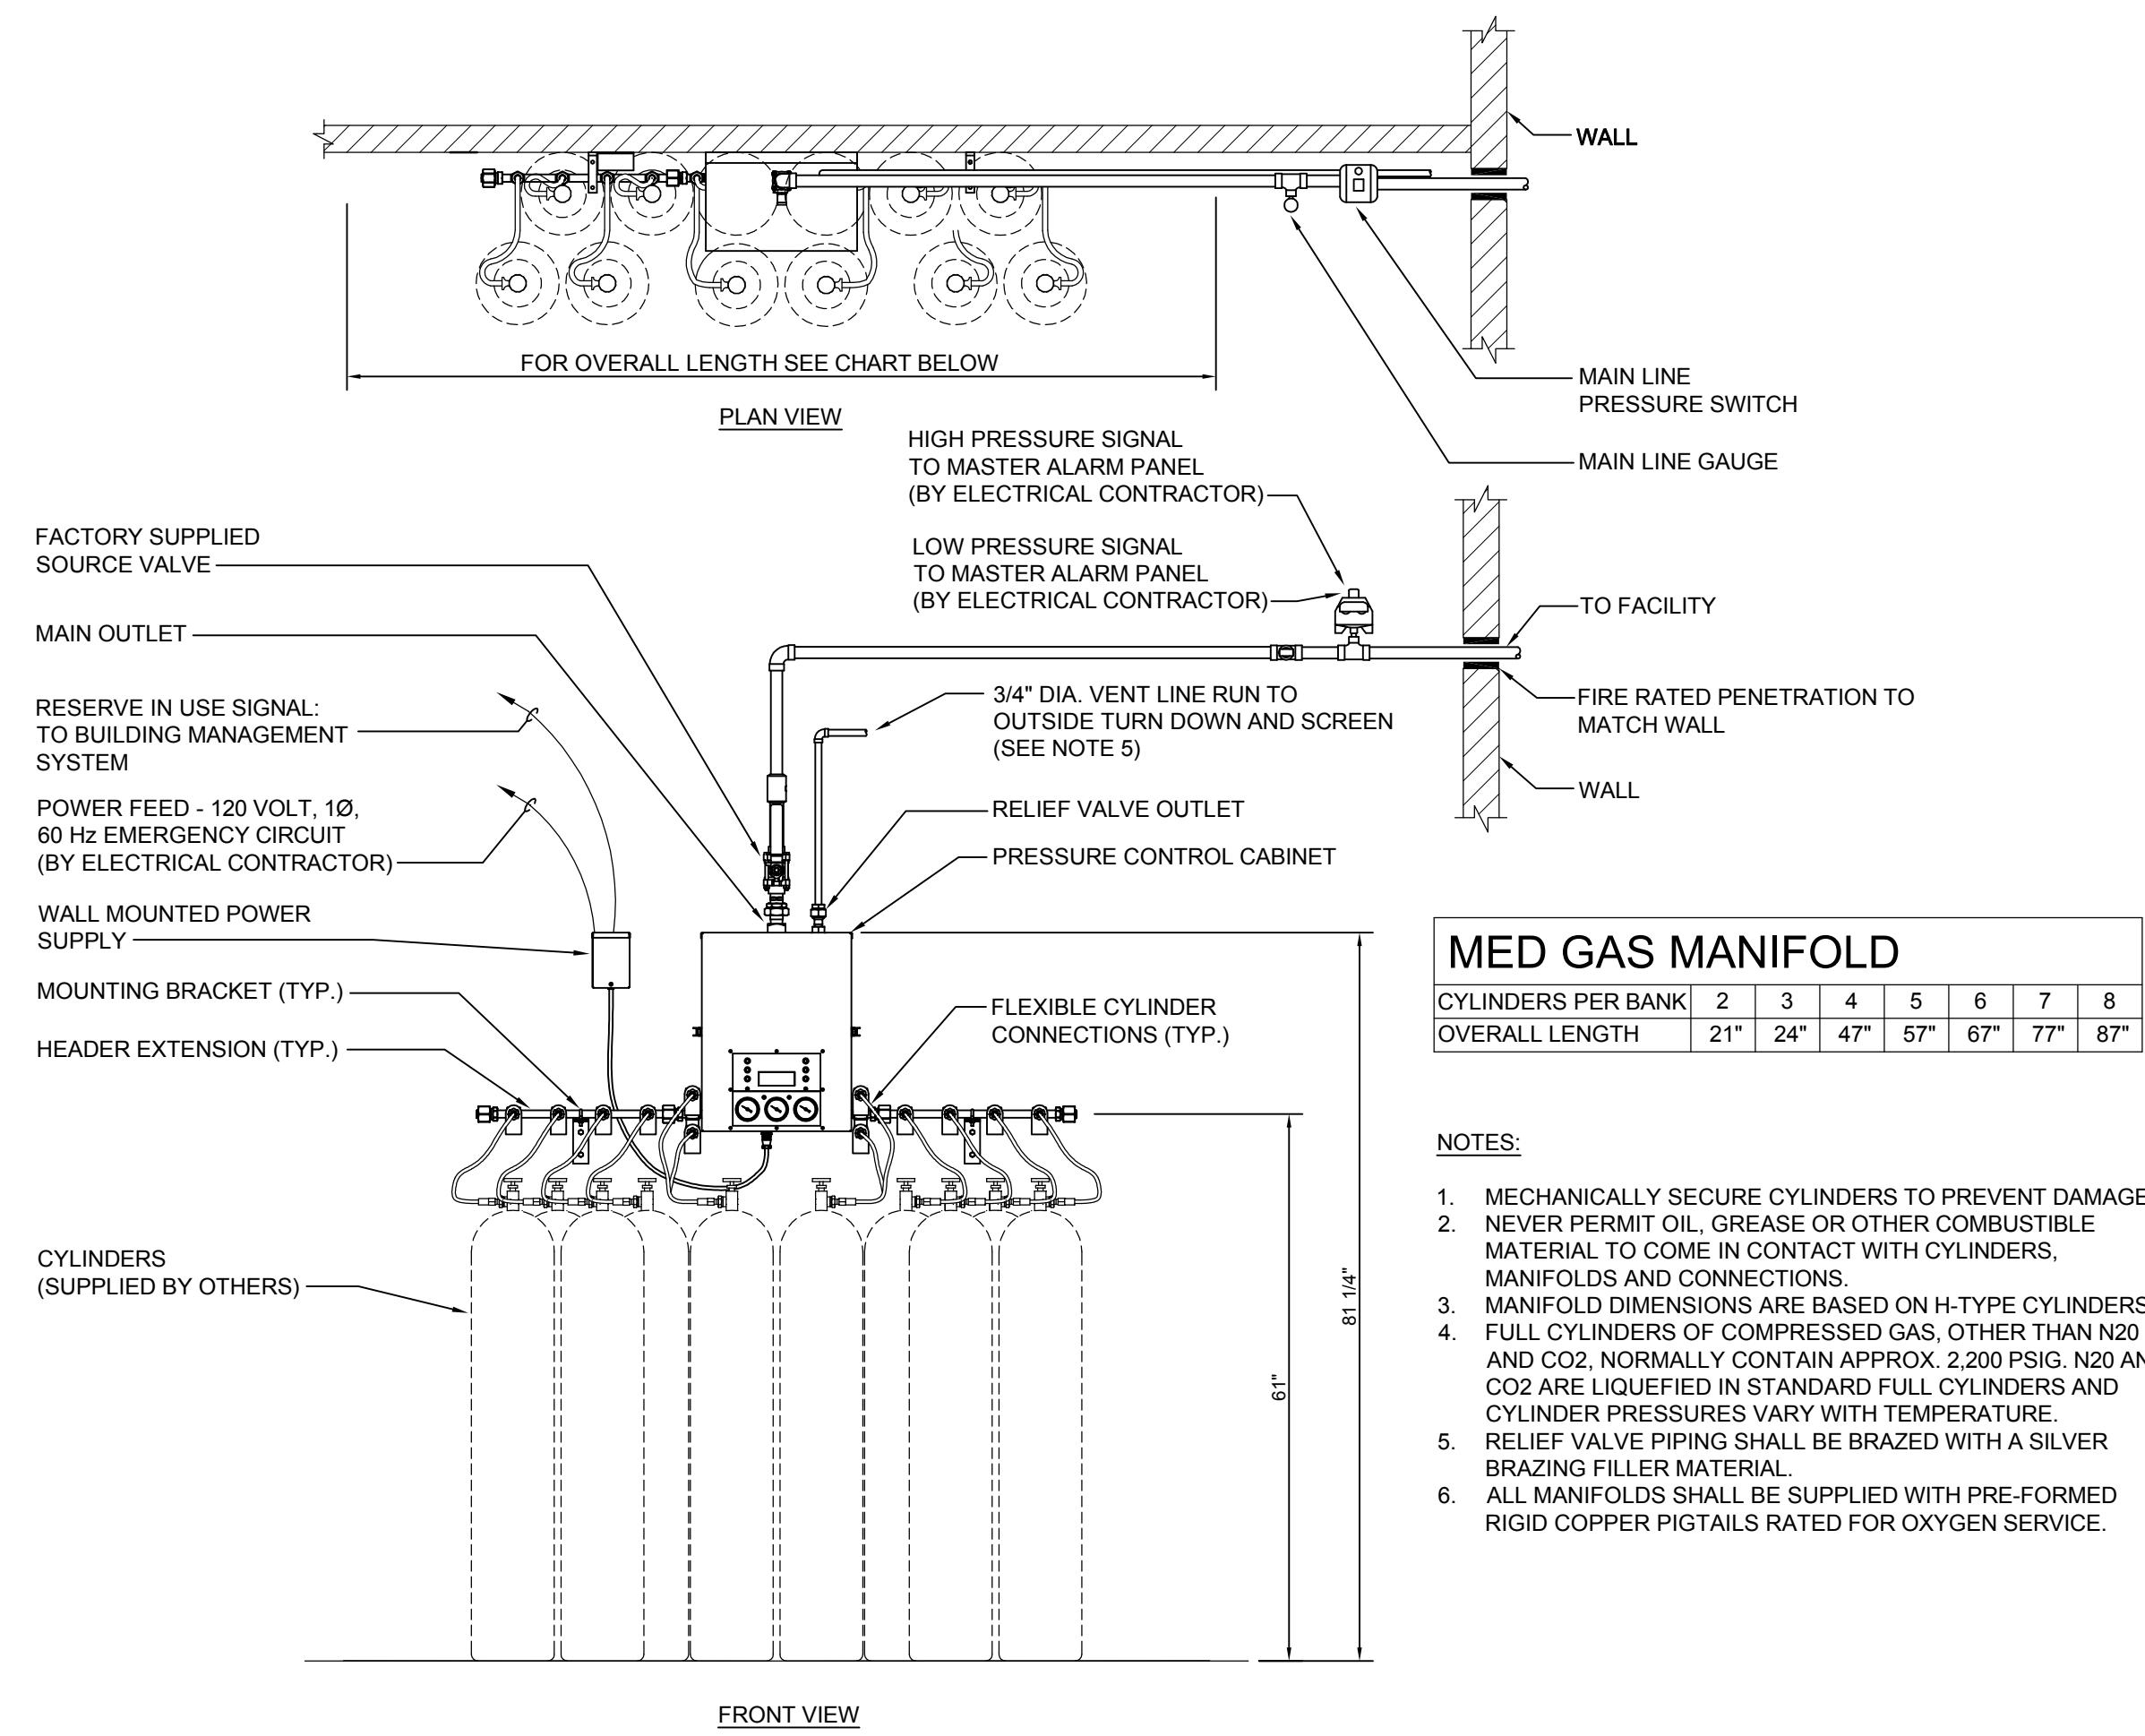 WALL
FOR OVERALL LENGTH SEE CHART BELOW
PLAN VIEW
MAIN LINE
PRESSURE SWITCH
MAIN LINE GAUGE
HIGH PRESSURE SIGNAL
TO MASTER ALARM PANEL
(BY ELECTRICAL CONTRACTOR)
LOW PRESSURE SIGNAL
TO MASTER ALARM PANEL
(BY ELECTRICAL CONTRACTOR)
FACTORY SUPPLIED
SOURCE VALVE
MAIN OUTLET
RESERVE IN USE SIGNAL:
TO BUILDING MANAGEMENT
SYSTEM
POWER FEED - 120 VOLT, 1Ø,
60 Hz EMERGENCY CIRCUIT
(BY ELECTRICAL CONTRACTOR)
WALL MOUNTED POWER
SUPPLY
MOUNTING BRACKET (TYP.)
HEADER EXTENSION (TYP.)
CYLINDERS
(SUPPLIED BY OTHERS)
3/4" DIA. VENT LINE RUN TO
OUTSIDE TURN DOWN AND SCREEN
(SEE NOTE 5)
RELIEF VALVE OUTLET
PRESSURE CONTROL CABINET
FLEXIBLE CYLINDER
CONNECTIONS (TYP.)
TO FACILITY
FIRE RATED PENETRATION TO
MATCH WALL
WALL
61"
81 1/4"
FRONT VIEW
MED GAS MANIFOLD
CYLINDERS PER BANK 2 3 4 5 6 7 8
OVERALL LENGTH 21" 24" 47" 57" 67" 77" 87"
NOTES:
1. MECHANICALLY SECURE CYLINDERS TO PREVENT DAMAGE
2. NEVER PERMIT OIL, GREASE OR OTHER COMBUSTIBLE
MATERIAL TO COME IN CONTACT WITH CYLINDERS,
MANIFOLDS AND CONNECTIONS.
3. MANIFOLD DIMENSIONS ARE BASED ON H-TYPE CYLINDERS
4. FULL CYLINDERS OF COMPRESSED GAS, OTHER THAN N20
AND CO2, NORMALLY CONTAIN APPROX. 2,200 PSIG. N20
CO2 ARE LIQUEFIED IN STANDARD FULL CYLINDERS AND
CYLINDER PRESSURES VARY WITH TEMPERATURE.
5. RELIEF VALVE PIPING SHALL BE BRAZED WITH A SILVER
BRAZING FILLER MATERIAL.
6. ALL MANIFOLDS SHALL BE SUPPLIED WITH PRE-FORMED
RIGID COPPER PIGTAILS RATED FOR OXYGEN SERVICE.